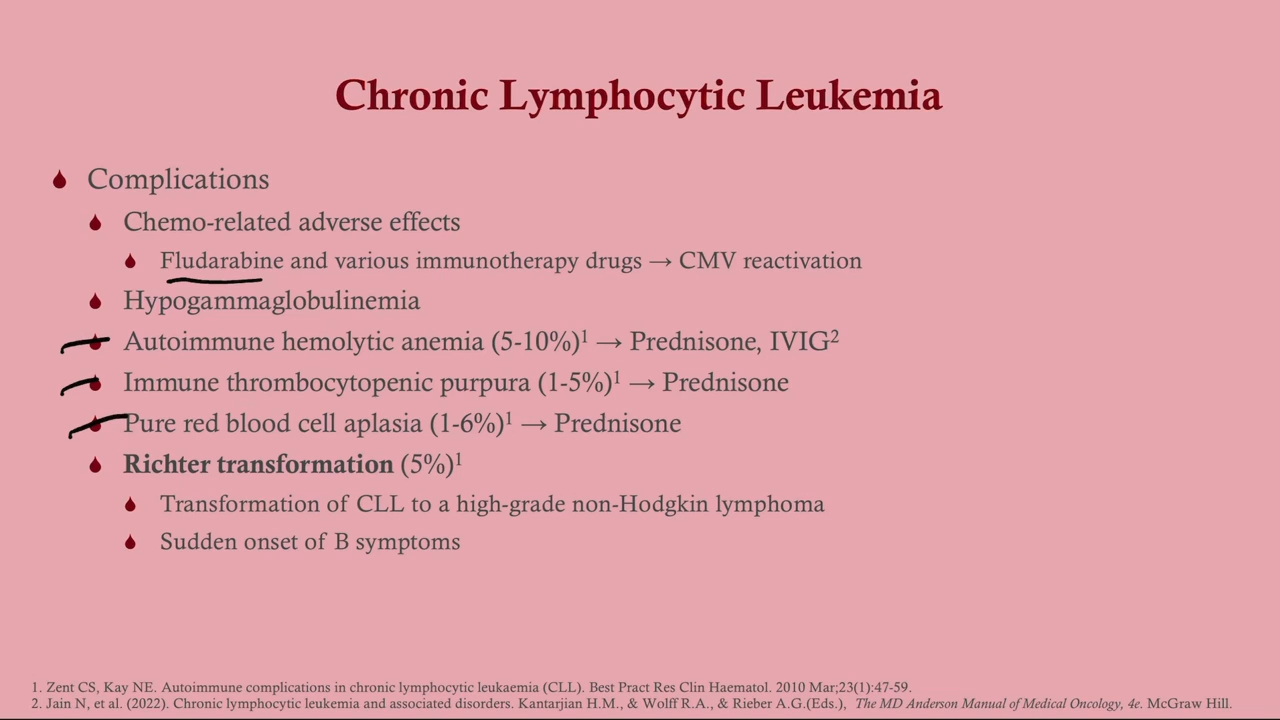 Chronic Lymphocytic Leukemia
Complications
Chemo-related adverse effects
Fludarabine and various immunotherapy drugs → CMV reactivation
Hypogammaglobulinemia
Autoimmune hemolytic anemia (5-10%)¹ → Prednisone, IVIG²
Immune thrombocytopenic purpura (1-5%)¹ → Prednisone
Pure red blood cell aplasia (1-6%)¹ → Prednisone
Richter transformation (5%)¹
Transformation of CLL to a high-grade non-Hodgkin lymphoma
Sudden onset of B symptoms
1. Zent CS, Kay NE. Autoimmune complications in chronic lymphocytic leukaemia (CLL). Best Pract Res Clin Haematol. 2010 Mar;23(1):47-59.
2. Jain N, et al. (2022). Chronic lymphocytic leukemia and associated disorders. Kantarjian H.M., & Wolff R.A., & Rieber A.G.(Eds.), The MD Anderson Manual of Medical Oncology, 4e. McGraw Hill.